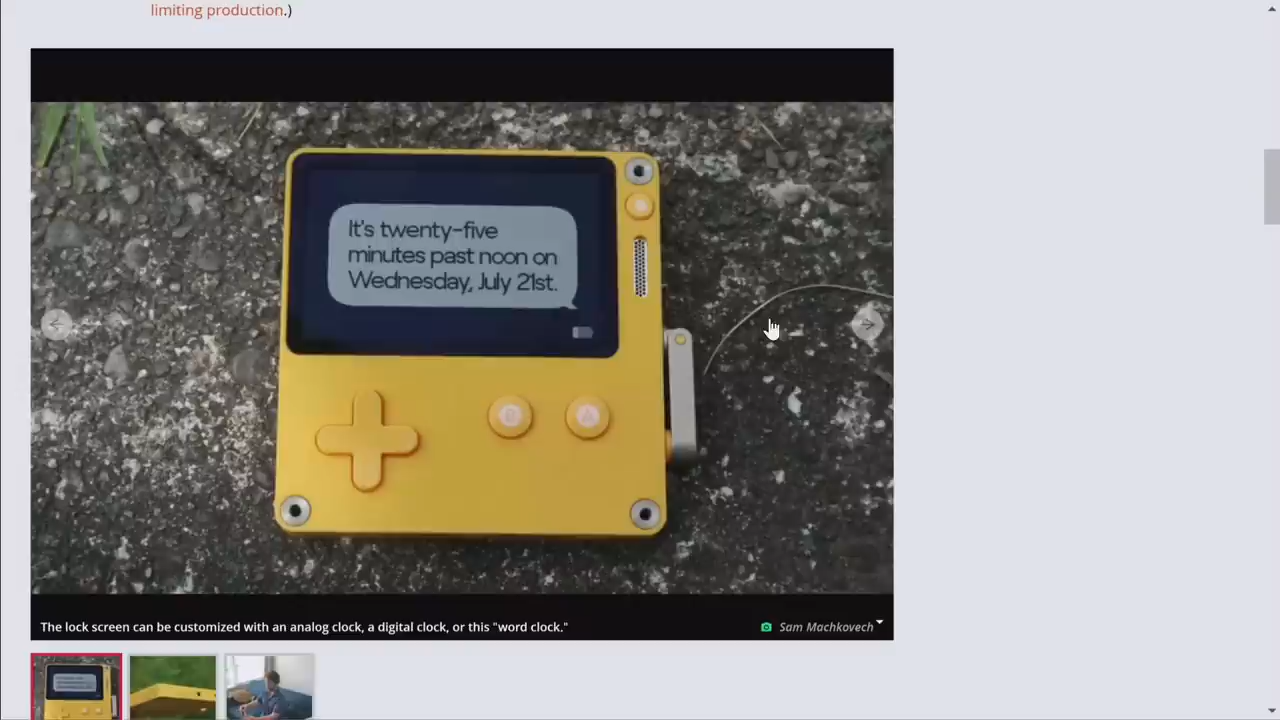 limiting production.)
It's twenty-five
minutes past noon on
Wednesday, July 21st.
B A
The lock screen can be customized with an analog clock, a digital clock, or this "word clock."
Sam Machkovech